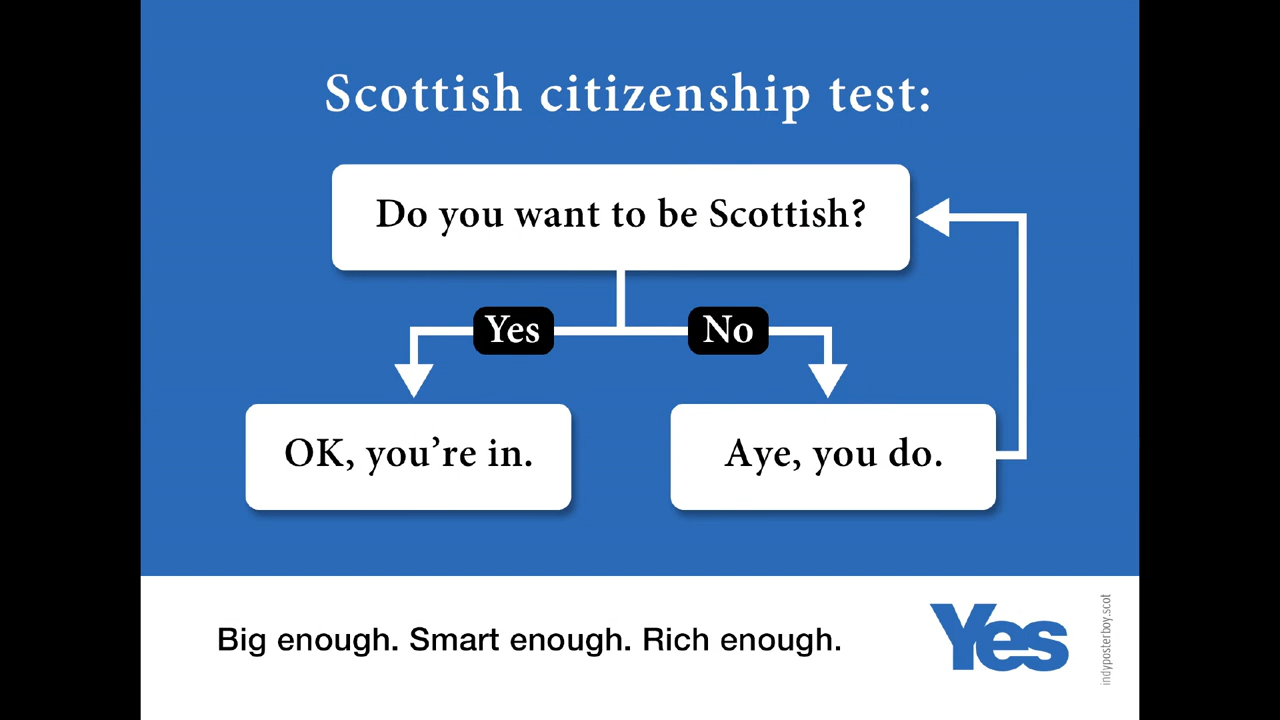 Scottish citizenship test:
Do you want to be Scottish?
Yes
No
OK, you're in.
Aye, you do.
Big enough. Smart enough. Rich enough.
Yes
indyposterboy.scot